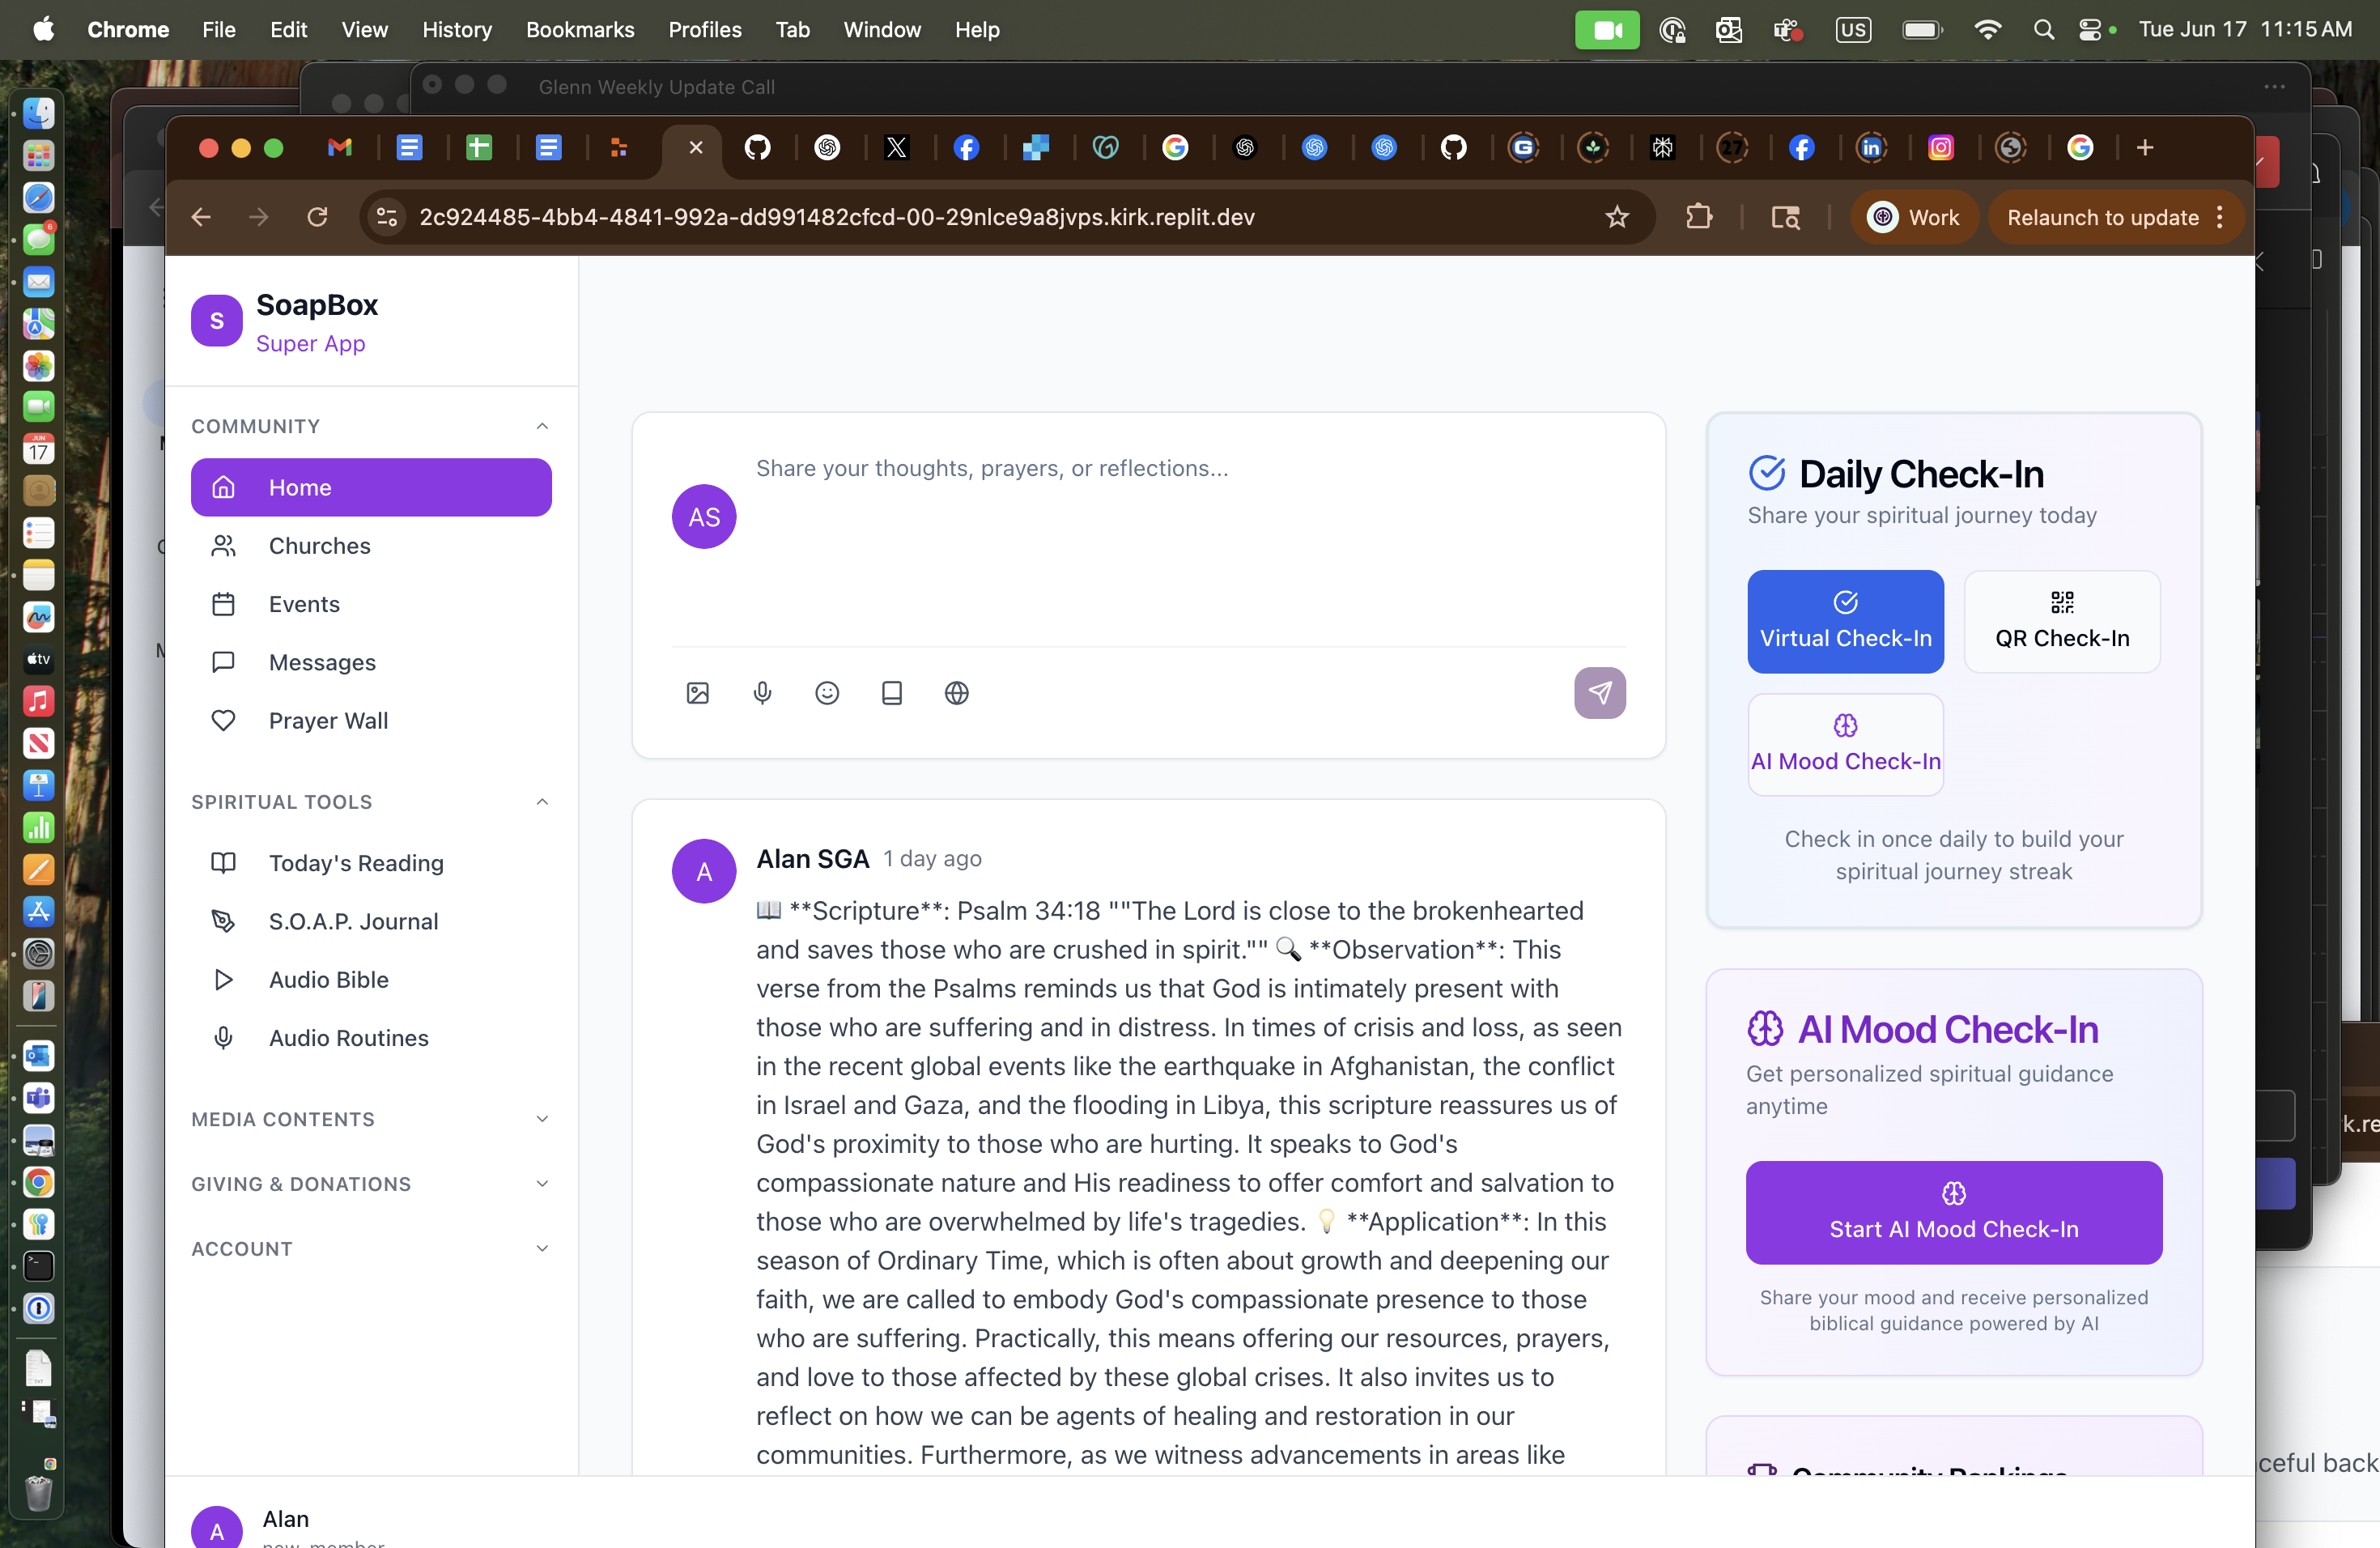 Chrome File Edit View History Bookmarks Profiles Tab Window Help US Tue Jun 17 11:15 AM
Glenn Weekly Update Call
2c924485-4bb4-4841-992a-dd991482cfcd-00-29nlce9a8jvps.kirk.replit.dev Work Relaunch to update
S
SoapBox
Super App
COMMUNITY
Home
Churches
Events
Messages
Prayer Wall
SPIRITUAL TOOLS
Today's Reading
S.O.A.P. Journal
Audio Bible
Audio Routines
MEDIA CONTENTS
GIVING & DONATIONS
ACCOUNT
A
Alan
AS
Share your thoughts, prayers, or reflections...
A
Alan SGA 1 day ago
📖 **Scripture**: Psalm 34:18 ""The Lord is close to the brokenhearted
and saves those who are crushed in spirit."" 🔍 **Observation**: This
verse from the Psalms reminds us that God is intimately present with
those who are suffering and in distress. In times of crisis and loss, as seen
in the recent global events like the earthquake in Afghanistan, the conflict
in Israel and Gaza, and the flooding in Libya, this scripture reassures us of
God's proximity to those who are hurting. It speaks to God's
compassionate nature and His readiness to offer comfort and salvation to
those who are overwhelmed by life's tragedies. 💡 **Application**: In this
season of Ordinary Time, which is often about growth and deepening our
faith, we are called to embody God's compassionate presence to those
who are suffering. Practically, this means offering our resources, prayers,
and love to those affected by these global crises. It also invites us to
reflect on how we can be agents of healing and restoration in our
communities. Furthermore, as we witness advancements in areas like
Daily Check-In
Share your spiritual journey today
Virtual Check-In
QR Check-In
AI Mood Check-In
Check in once daily to build your
spiritual journey streak
AI Mood Check-In
Get personalized spiritual guidance
anytime
Start AI Mood Check-In
Share your mood and receive personalized
biblical guidance powered by AI
Community Rankings
k.re
ceful back
JUN
17
6
tv
27